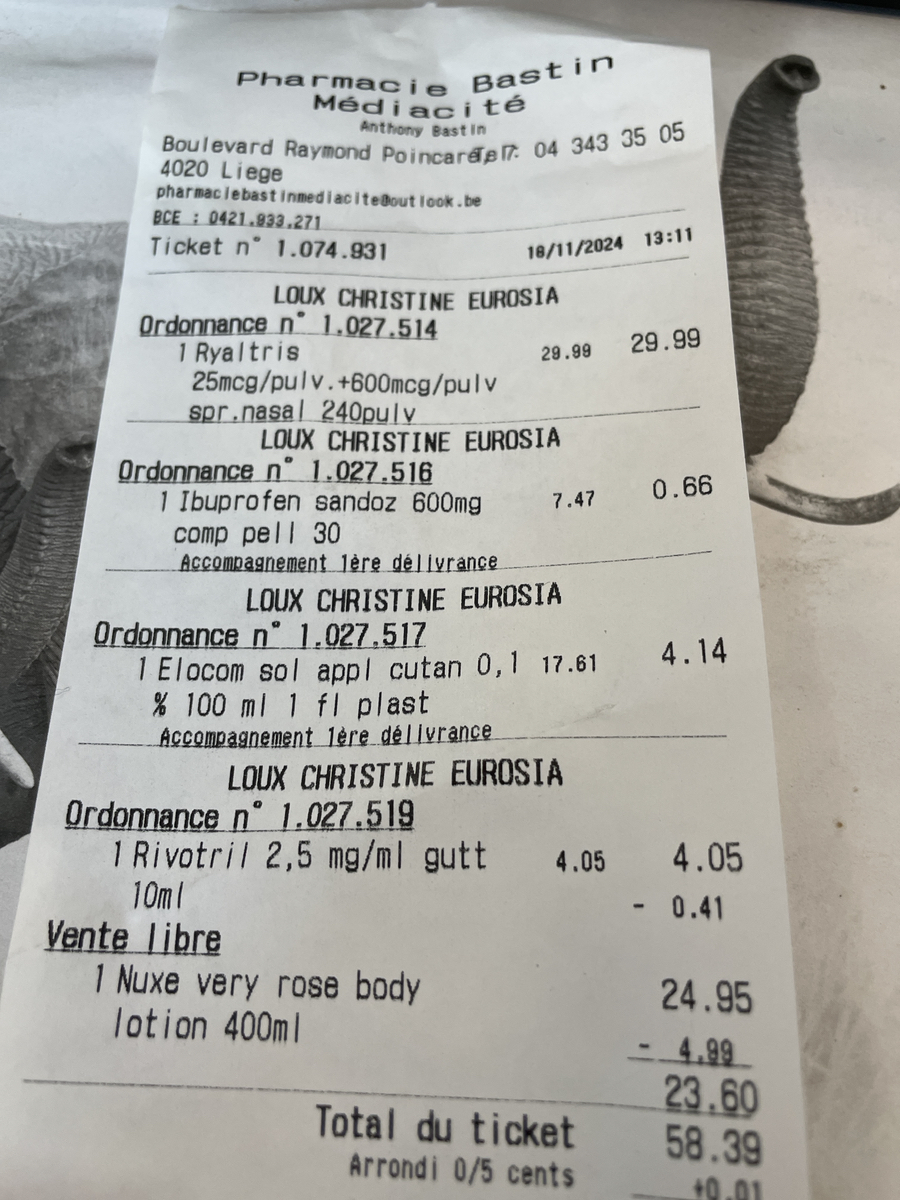 Pharmacie Bastin
Médiacité
Anthony Bastin
Boulevard Raymond Poincaré 7 04 343 35 05
4020 Liege
pharmaciebastinmediacite@outlook.be
BCE : 0421.933.271
Ticket n° 1.074.931 18/11/2024 13:11
LOUX CHRISTINE EUROSIA
Ordonnance n° 1.027.514
1 Ryaltris 29.99 29.99
25mcg/pulv.+600mcg/pulv
spr.nasal 240pulv
LOUX CHRISTINE EUROSIA
Ordonnance n° 1.027.516
1 Ibuprofen sandoz 600mg 7.47 0.66
comp pell 30
Accompagnement 1ère délivrance
LOUX CHRISTINE EUROSIA
Ordonnance n° 1.027.517
1 Elocom sol appl cutan 0,1 17.61 4.14
% 100 ml 1 fl plast
Accompagnement 1ère délivrance
LOUX CHRISTINE EUROSIA
Ordonnance n° 1.027.519
1 Rivotril 2,5 mg/ml gutt 4.05 4.05
10ml - 0.41
Vente libre
1 Nuxe very rose body 24.95
lotion 400ml
- 4.99
23.60
Total du ticket 58.39
Arrondi 0/5 cents +0.01